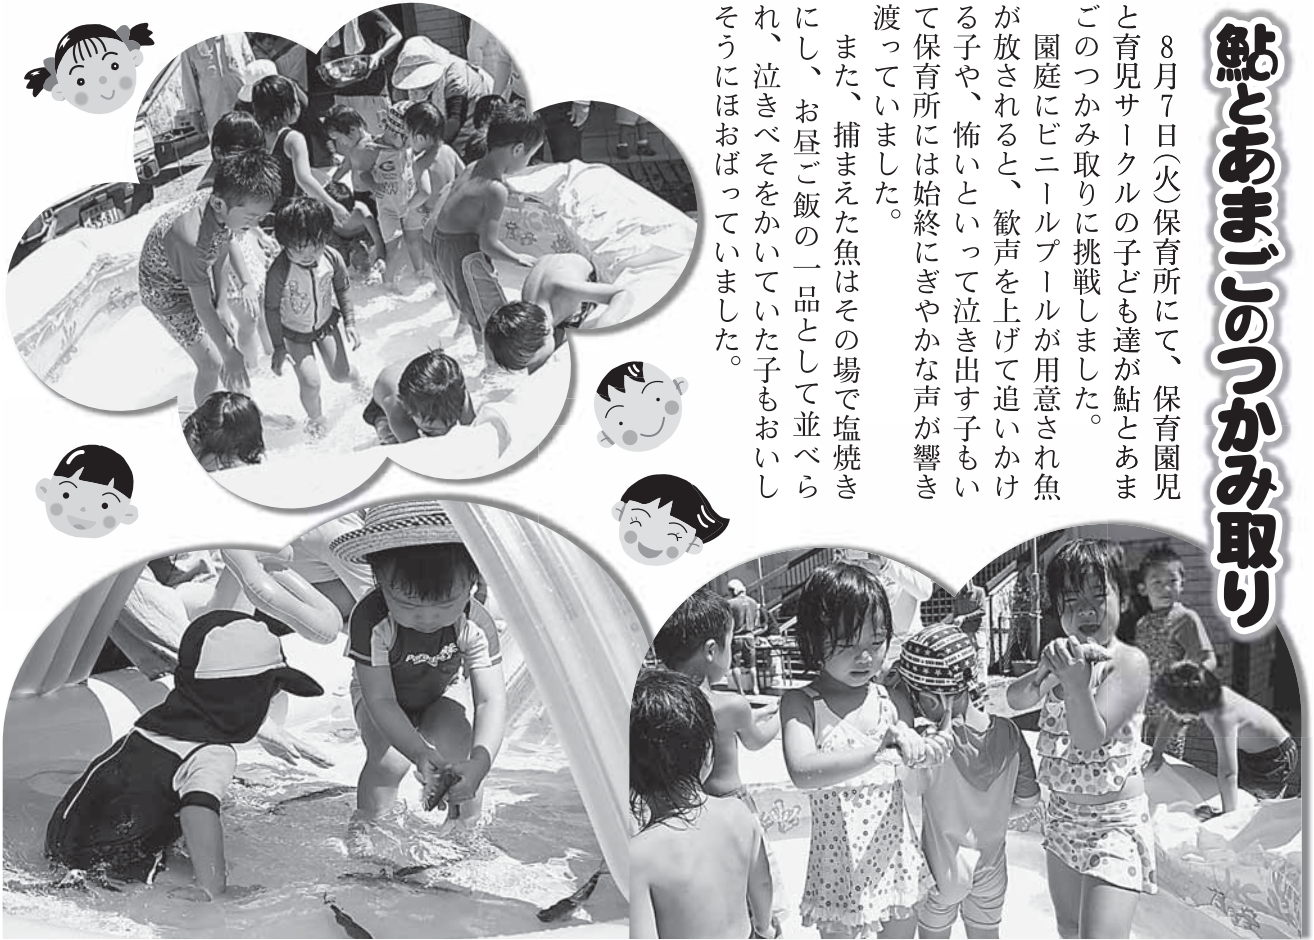 鮎とあまごのつかみ取り
８月７日（火）保育所にて、保育園児
と育児サークルの子ども達が鮎とあま
ごのつかみ取りに挑戦しました。
園庭にビニールプールが用意され魚
が放されると、歓声を上げて追いかけ
る子や、怖いといって泣き出す子もい
て保育所には始終にぎやかな声が響き
渡っていました。
また、捕まえた魚はその場で塩焼き
にし、お昼ご飯の一品として並べら
れ、泣きべそをかいていた子もおいし
そうにほおばっていました。